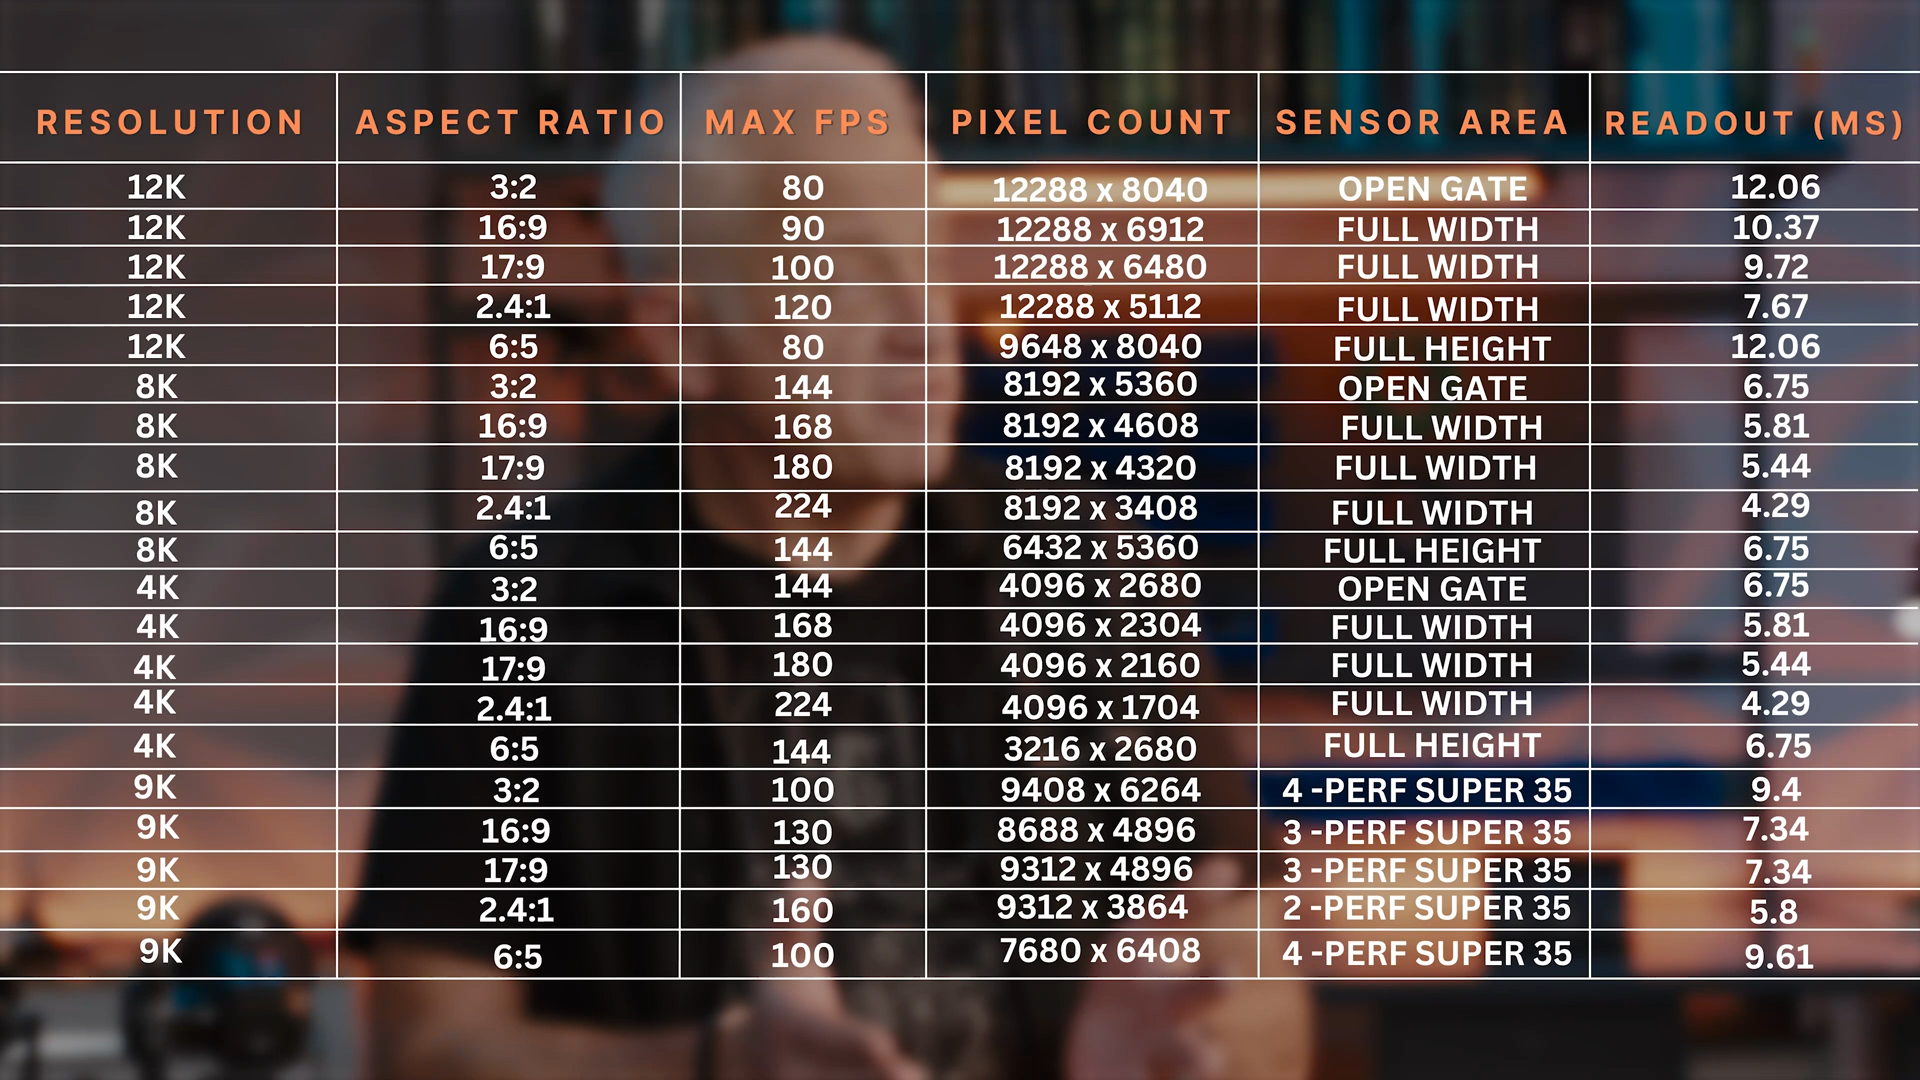 RESOLUTION ASPECT RATIO MAX FPS PIXEL COUNT SENSOR AREA READOUT (MS)
12K 3:2 80 12288 x 8040 OPEN GATE 12.06
12K 16:9 90 12288 x 6912 FULL WIDTH 10.37
12K 17:9 100 12288 x 6480 FULL WIDTH 9.72
12K 2.4:1 120 12288 x 5112 FULL WIDTH 7.67
12K 6:5 80 9648 x 8040 FULL HEIGHT 12.06
8K 3:2 144 8192 x 5360 OPEN GATE 6.75
8K 16:9 168 8192 x 4608 FULL WIDTH 5.81
8K 17:9 180 8192 x 4320 FULL WIDTH 5.44
8K 2.4:1 224 8192 x 3408 FULL WIDTH 4.29
8K 6:5 144 6432 x 5360 FULL HEIGHT 6.75
4K 3:2 144 4096 x 2680 OPEN GATE 6.75
4K 16:9 168 4096 x 2304 FULL WIDTH 5.81
4K 17:9 180 4096 x 2160 FULL WIDTH 5.44
4K 2.4:1 224 4096 x 1704 FULL WIDTH 4.29
4K 6:5 144 3216 x 2680 FULL HEIGHT 6.75
9K 3:2 100 9408 x 6264 4 -PERF SUPER 35 9.4
9K 16:9 130 8688 x 4896 3 -PERF SUPER 35 7.34
9K 17:9 130 9312 x 4896 3 -PERF SUPER 35 7.34
9K 2.4:1 160 9312 x 3864 2 -PERF SUPER 35 5.8
9K 6:5 100 7680 x 6408 4 -PERF SUPER 35 9.61